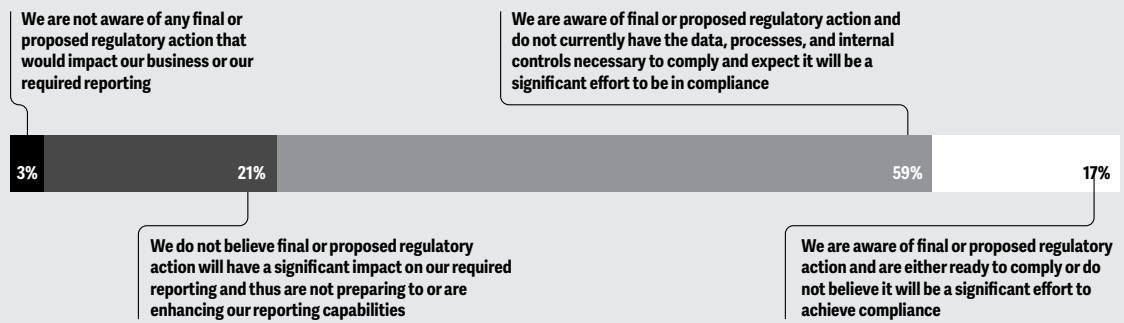 We are not aware of any final or
proposed regulatory action that
would impact our business or our
required reporting
We are aware of final or proposed regulatory action and
do not currently have the data, processes, and internal
controls necessary to comply and expect it will be a
significant effort to be in compliance
3%
21%
59%
17%
We do not believe final or proposed regulatory
action will have a significant impact on our required
reporting and thus are not preparing to or are
enhancing our reporting capabilities
We are aware of final or proposed regulatory
action and are either ready to comply or do
not believe it will be a significant effort to
achieve compliance